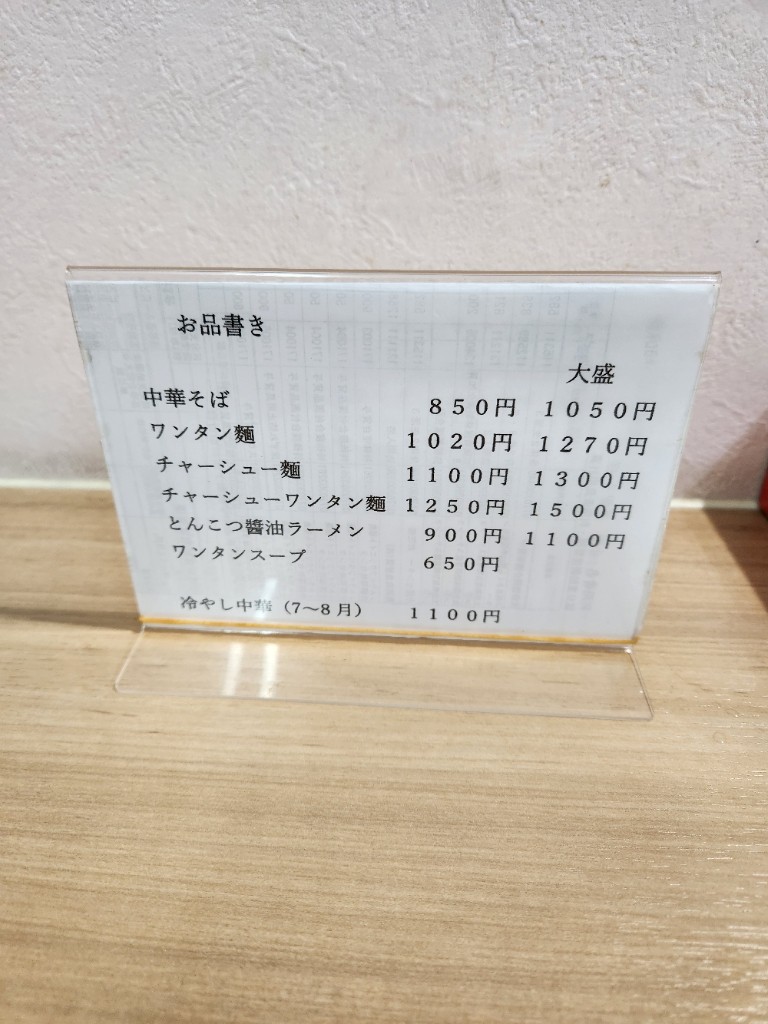 お品書き
大盛
中華そば 850円 1050円
ワンタン麵 1020円 1270円
チャーシュー麵 1100円 1300円
チャーシューワンタン麵 1250円 1500円
とんこつ醬油ラーメン 900円 1100円
ワンタンスープ 650円
冷やし中華（7〜8月） 1100円